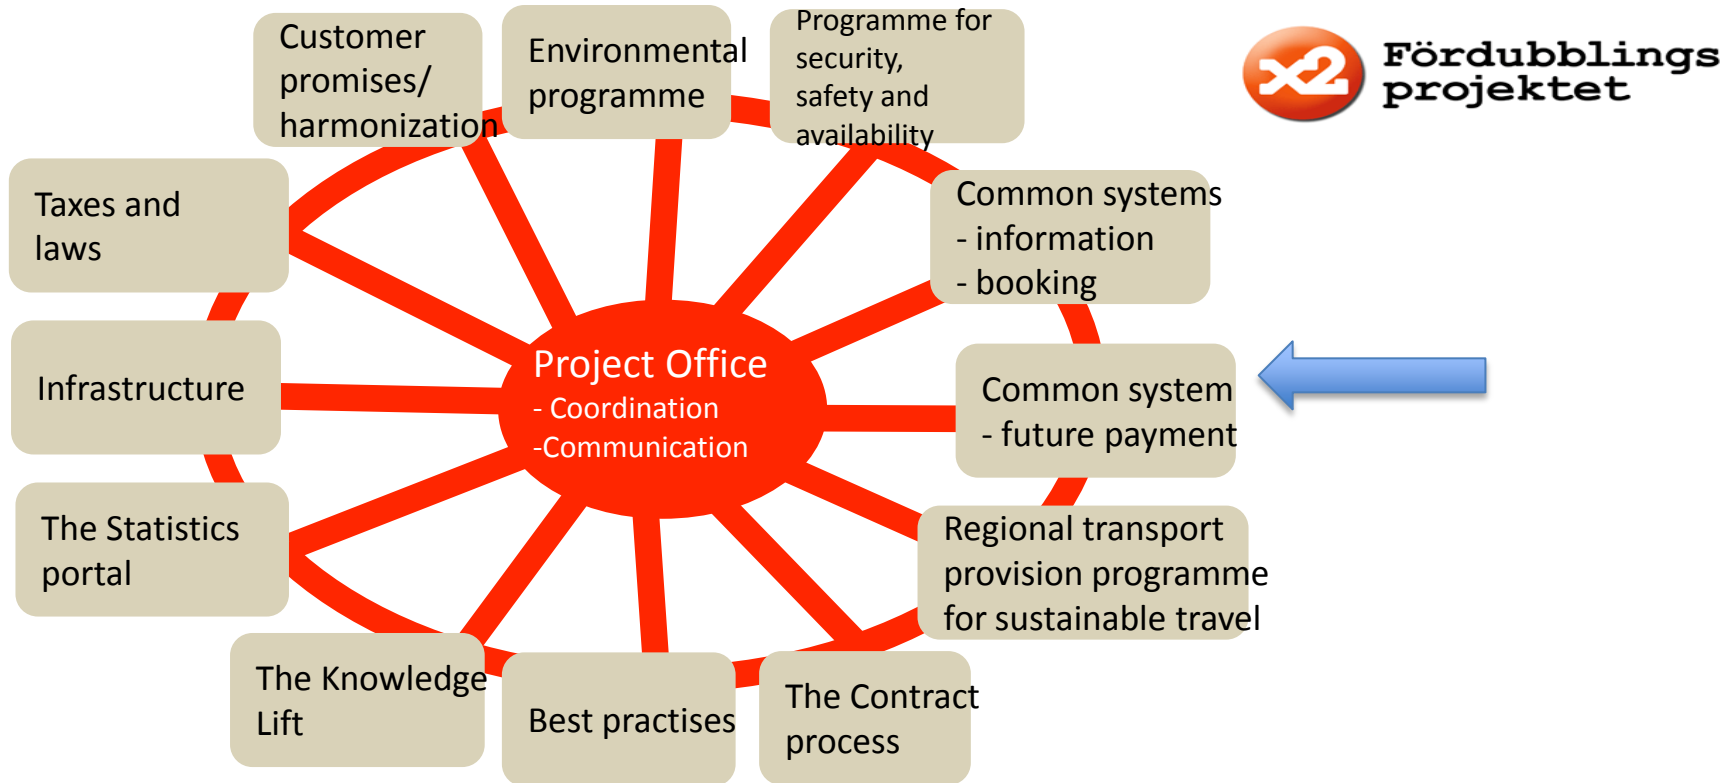 Customer
promises/
harmonization
Environmental
programme
Programme for
security,
safety and
availability
x2
Fördubblings
projektet
Taxes and
laws
Common systems
- information
- booking
Infrastructure
Project Office
- Coordination
-Communication
Common system
- future payment
The Statistics
portal
Regional transport
provision programme
for sustainable travel
The Knowledge
Lift
Best practises
The Contract
process